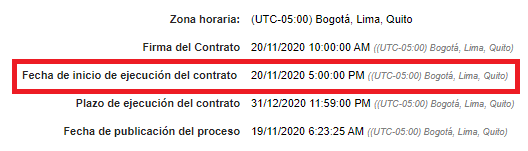 Zona horaria: (UTC-05:00) Bogotá, Lima, Quito
Firma del Contrato 20/11/2020 10:00:00 AM ((UTC-05:00) Bogotá, Lima, Quito)
Fecha de inicio de ejecución del contrato 20/11/2020 5:00:00 PM ((UTC-05:00) Bogotá, Lima, Quito)
Plazo de ejecución del contrato 31/12/2020 11:59:00 PM ((UTC-05:00) Bogotá, Lima, Quito)
Fecha de publicación del proceso 19/11/2020 6:23:25 AM ((UTC-05:00) Bogotá, Lima, Quito)